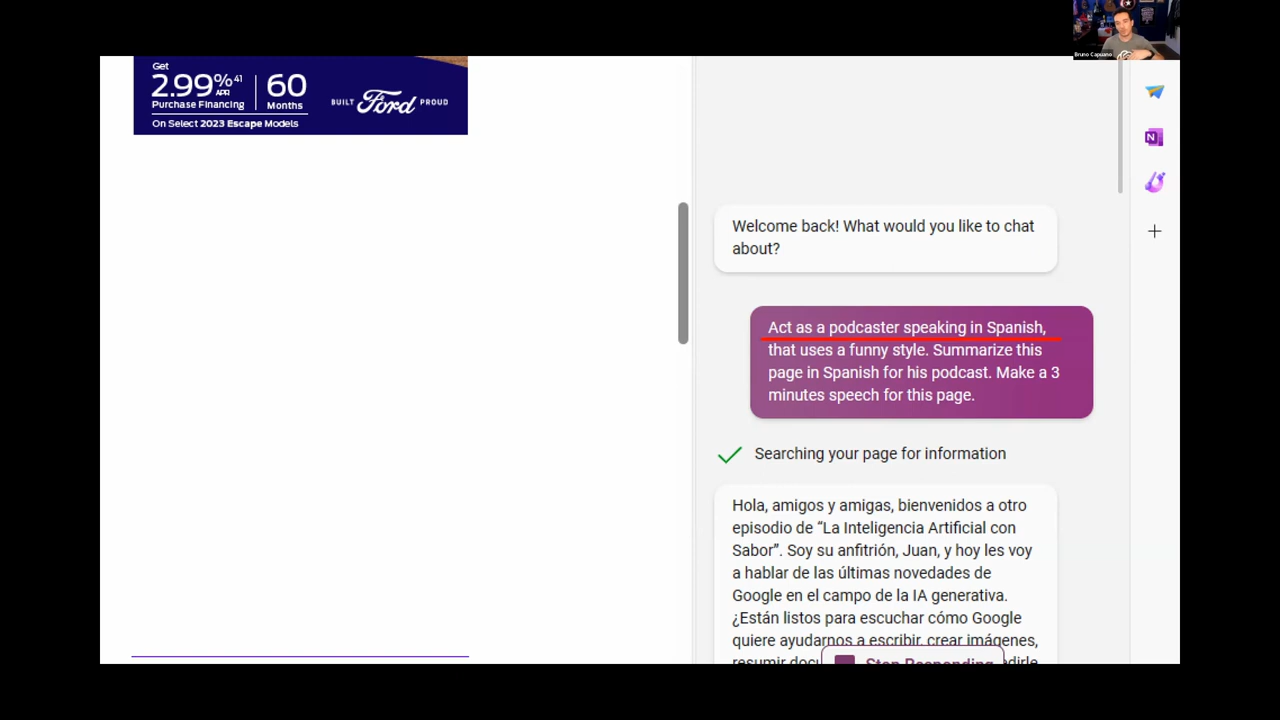 Bruno Capuano
Get
2.99%41 APR
Purchase Financing
60
Months
BUILT Ford PROUD
On Select 2023 Escape Models
Welcome back! What would you like to chat
about?
Act as a podcaster speaking in Spanish,
that uses a funny style. Summarize this
page in Spanish for his podcast. Make a 3
minutes speech for this page.
Searching your page for information
Hola, amigos y amigas, bienvenidos a otro
episodio de “La Inteligencia Artificial con
Sabor”. Soy su anfitrión, Juan, y hoy les voy
a hablar de las últimas novedades de
Google en el campo de la IA generativa.
¿Están listos para escuchar cómo Google
quiere ayudarnos a escribir, crear imágenes,
resumir
Stop Responding
N